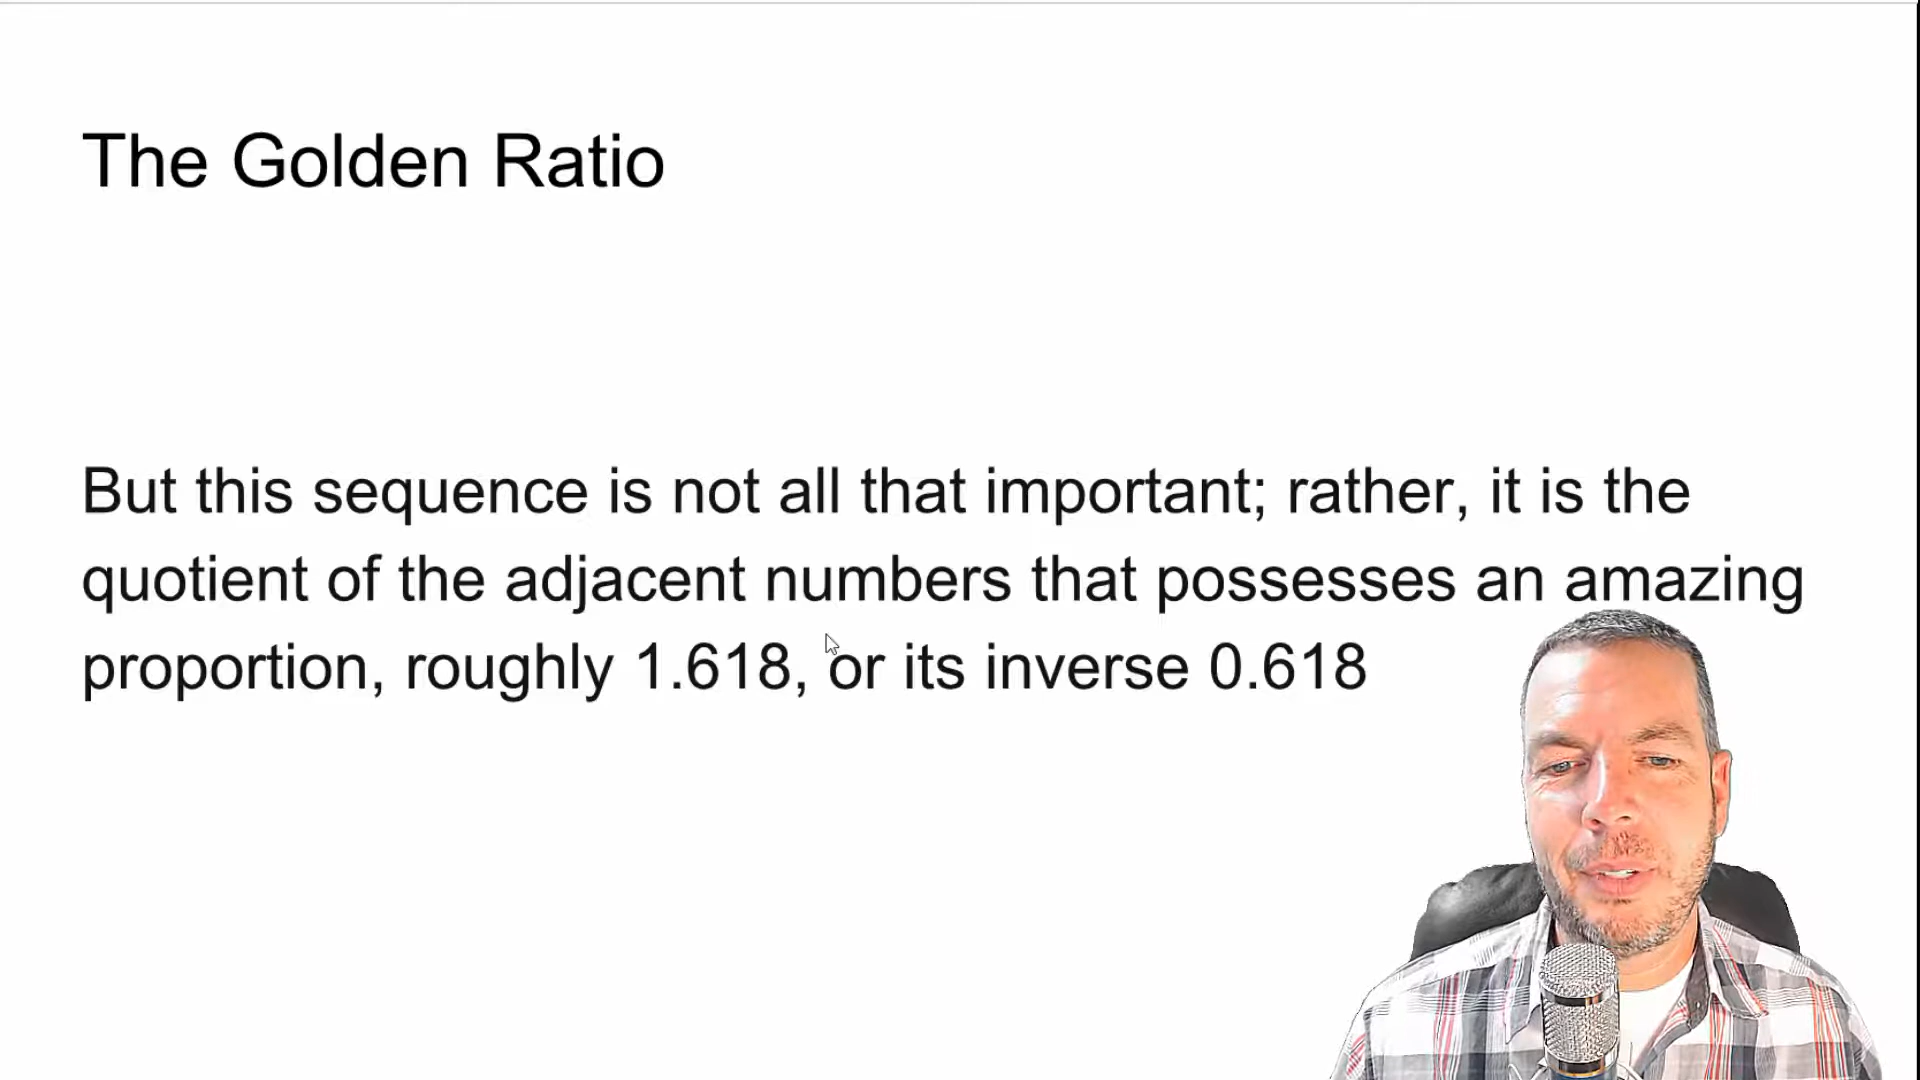 The Golden Ratio
But this sequence is not all that important; rather, it is the
quotient of the adjacent numbers that possesses an amazing
proportion, roughly 1.618, or its inverse 0.618